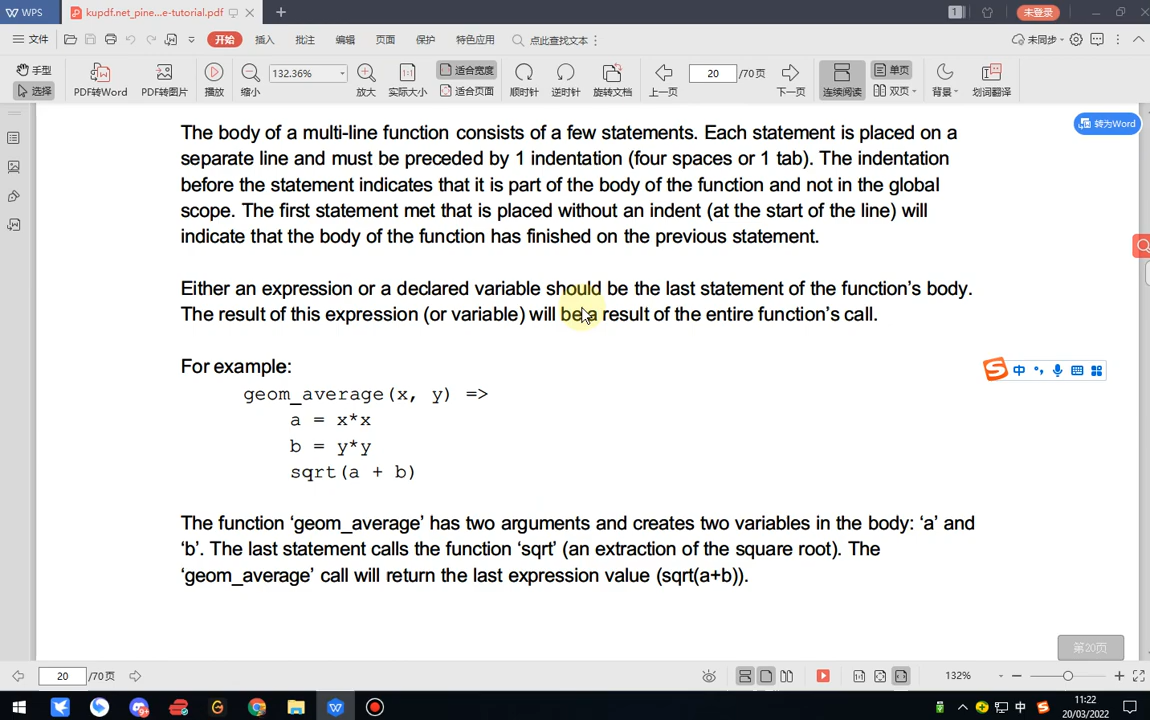 WPS
kupdf.net_pine...e-tutorial.pdf
1
未登录
文件
开始
插入
批注
编辑
页面
保护
特色应用
点此查找文本
未同步
手型
选择
PDF转Word
PDF转图片
播放
缩小
132.36%
放大
1:1
实际大小
适合宽度
适合页面
顺时针
逆时针
旋转文档
上一页
20
/70页
下一页
连续阅读
单页
双页
背景
划词翻译
转为Word
The body of a multi-line function consists of a few statements. Each statement is placed on a
separate line and must be preceded by 1 indentation (four spaces or 1 tab). The indentation
before the statement indicates that it is part of the body of the function and not in the global
scope. The first statement met that is placed without an indent (at the start of the line) will
indicate that the body of the function has finished on the previous statement.
Either an expression or a declared variable should be the last statement of the function's body.
The result of this expression (or variable) will be a result of the entire function's call.
For example:
geom_average(x, y) =>
a = x*x
b = y*y
sqrt(a + b)
S 中
The function ‘geom_average’ has two arguments and creates two variables in the body: ‘a’ and
‘b’. The last statement calls the function ‘sqrt’ (an extraction of the square root). The
‘geom_average’ call will return the last expression value (sqrt(a+b)).
第20页
20
/70页
132%
中
11:22
20/03/2022